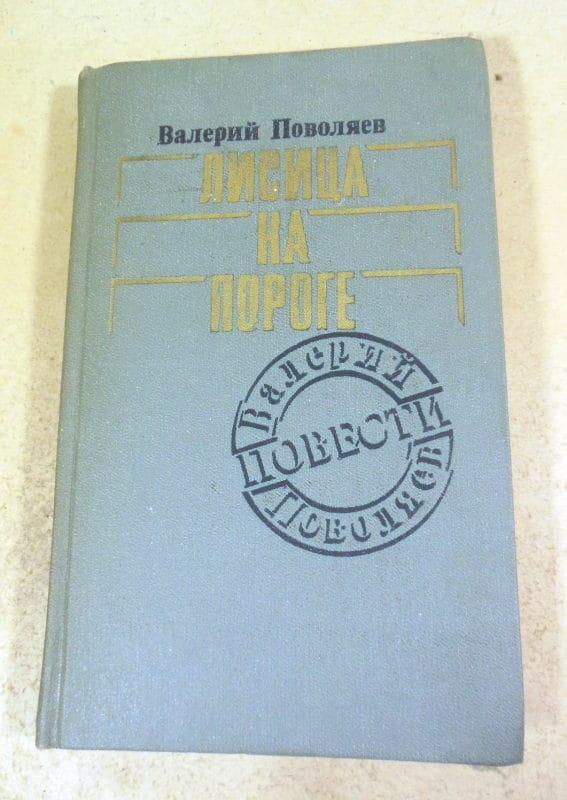 Валерий Поволяев
ЛИСИЦА
НА
ПОРОГЕ
Валерий
ПОВЕСТИ
Поволяев